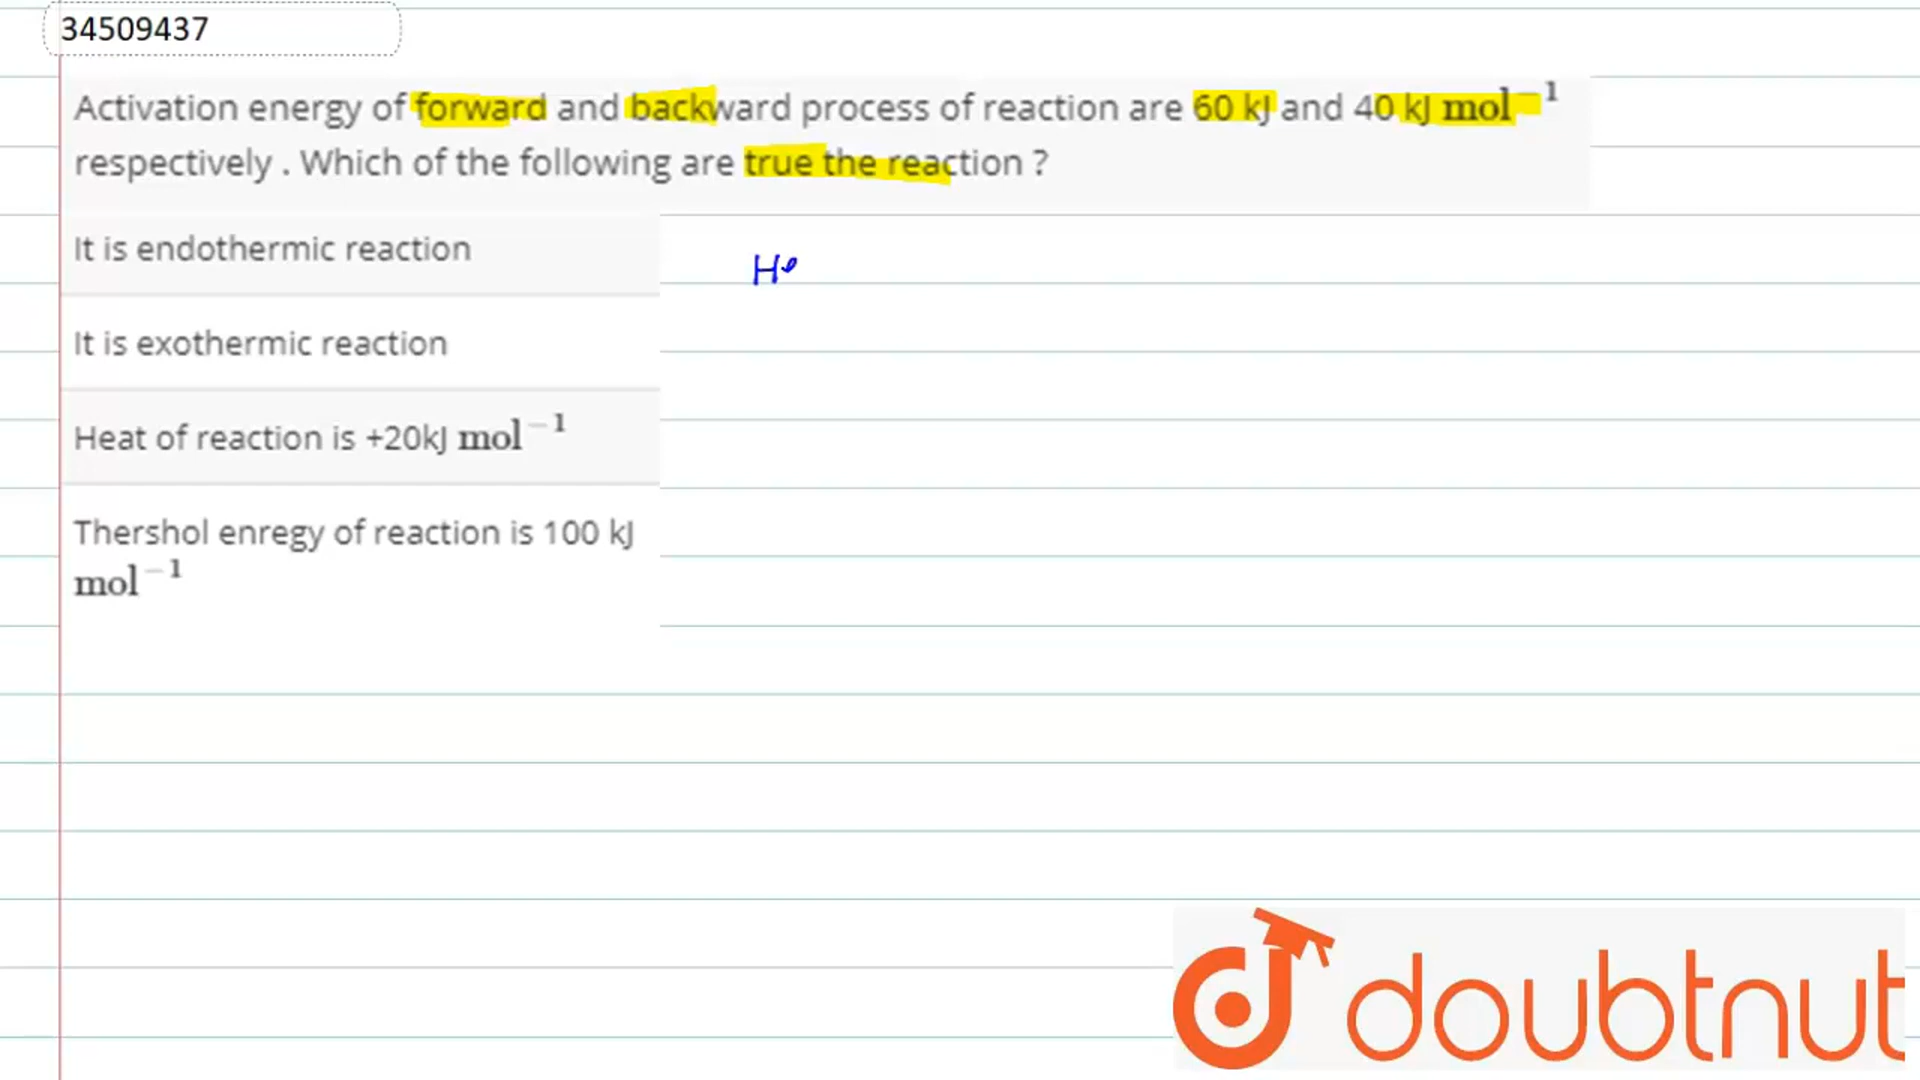 34509437
Activation energy of forward and backward process of reaction are 60 kJ and 40 kJ mol⁻¹
respectively . Which of the following are true the reaction ?
It is endothermic reaction
He
It is exothermic reaction
Heat of reaction is +20kJ mol⁻¹
Thershol enregy of reaction is 100 kJ
mol⁻¹
doubtnut